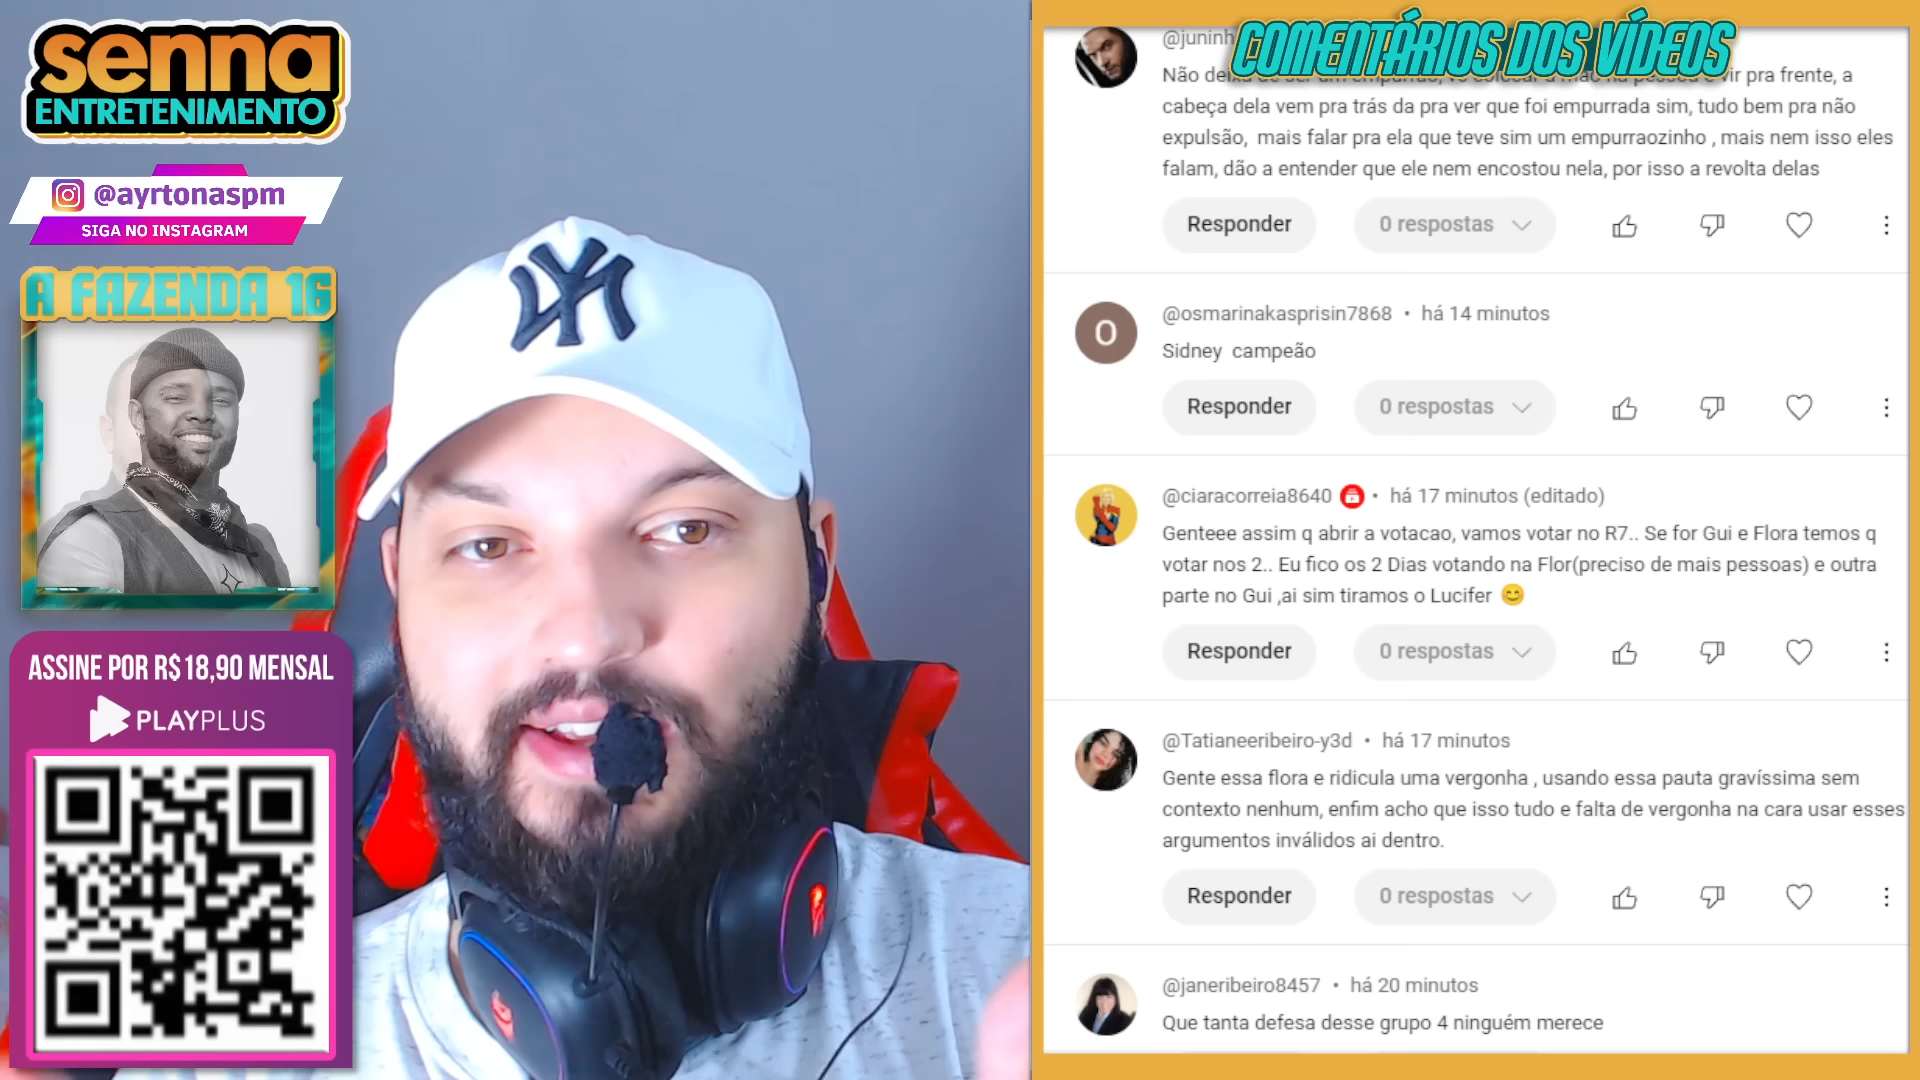 senna
ENTRETENIMENTO
@ayrtonaspm
SIGA NO INSTAGRAM
A FAZENDA 16
ASSINE POR R$18,90 MENSAL
PLAYPLUS
COMENTÁRIOS DOS VÍDEOS
@juninh
Não vir pra frente, a
cabeça dela vem pra trás da pra ver que foi empurrada sim, tudo bem pra não
expulsão, mais falar pra ela que teve sim um empurraozinho , mais nem isso eles
falam, dão a entender que ele nem encostou nela, por isso a revolta delas
Responder 0 respostas
O
@osmarinakasprisin7868 • há 14 minutos
Sidney campeão
Responder 0 respostas
@ciaracorreia8640 • há 17 minutos (editado)
Genteee assim q abrir a votacao, vamos votar no R7.. Se for Gui e Flora temos q
votar nos 2.. Eu fico os 2 Dias votando na Flor(preciso de mais pessoas) e outra
parte no Gui ,ai sim tiramos o Lucifer 😊
Responder 0 respostas
@Tatianeeribeiro-y3d • há 17 minutos
Gente essa flora e ridicula uma vergonha , usando essa pauta gravíssima sem
contexto nenhum, enfim acho que isso tudo e falta de vergonha na cara usar esses
argumentos inválidos ai dentro.
Responder 0 respostas
@janeribeiro8457 • há 20 minutos
Que tanta defesa desse grupo 4 ninguém merece